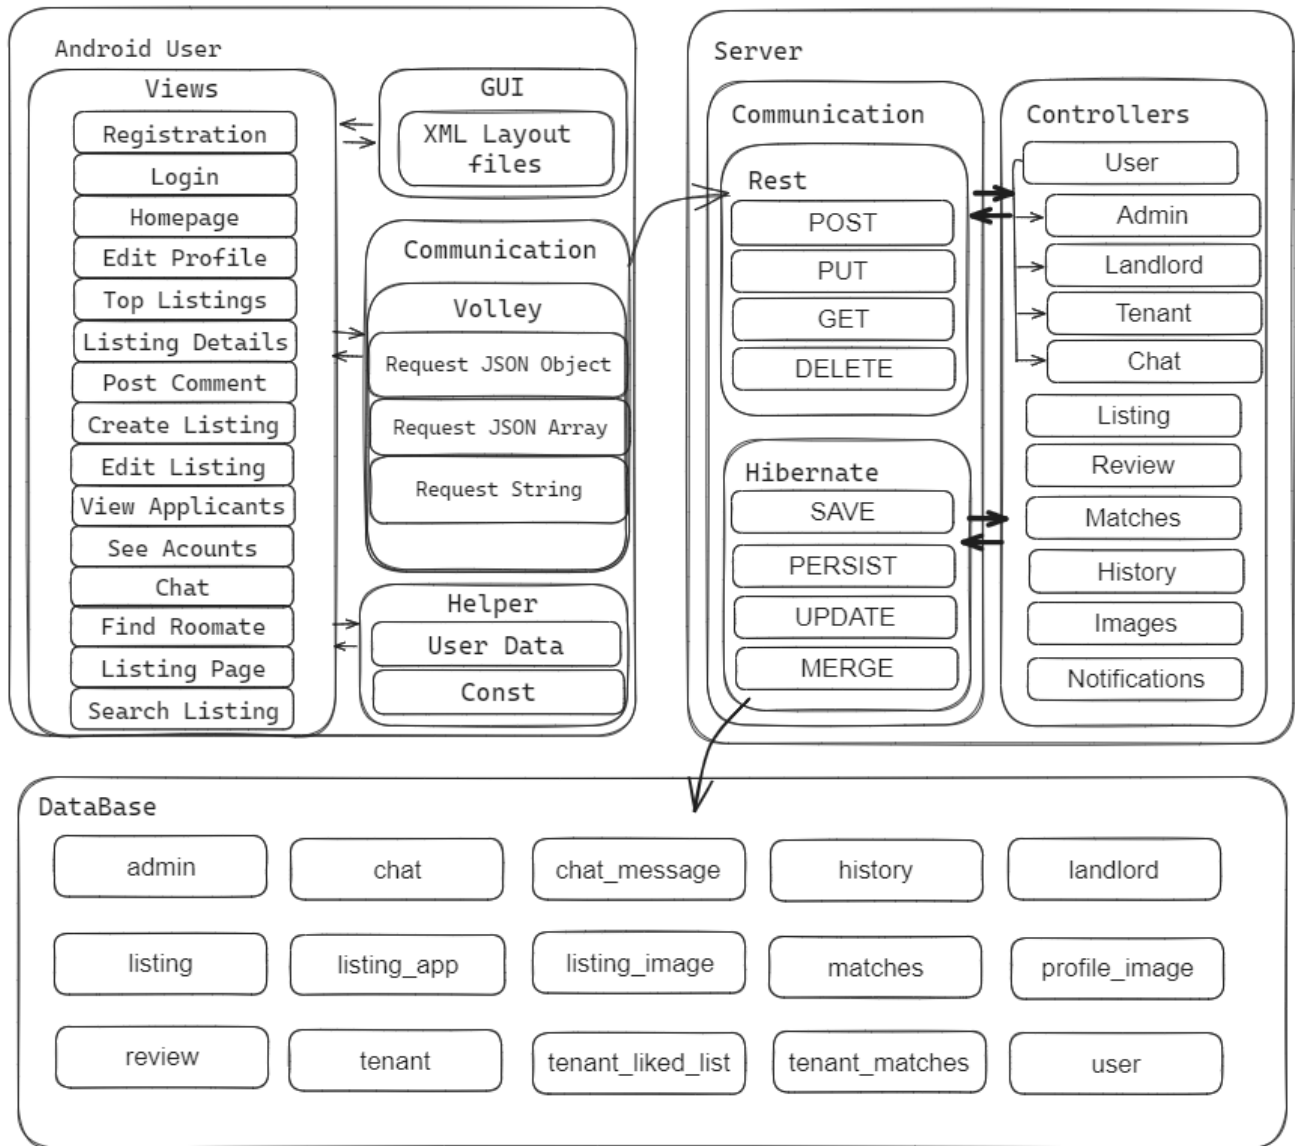 Android User
Views
Registration
Login
Homepage
Edit Profile
Top Listings
Listing Details
Post Comment
Create Listing
Edit Listing
View Applicants
See Acounts
Chat
Find Roomate
Listing Page
Search Listing
GUI
XML Layout
files
Communication
Volley
Request JSON Object
Request JSON Array
Request String
Helper
User Data
Const
Server
Communication
Rest
POST
PUT
GET
DELETE
Hibernate
SAVE
PERSIST
UPDATE
MERGE
Controllers
User
Admin
Landlord
Tenant
Chat
Listing
Review
Matches
History
Images
Notifications
DataBase
admin
chat
chat_message
history
landlord
listing
listing_app
listing_image
matches
profile_image
review
tenant
tenant_liked_list
tenant_matches
user